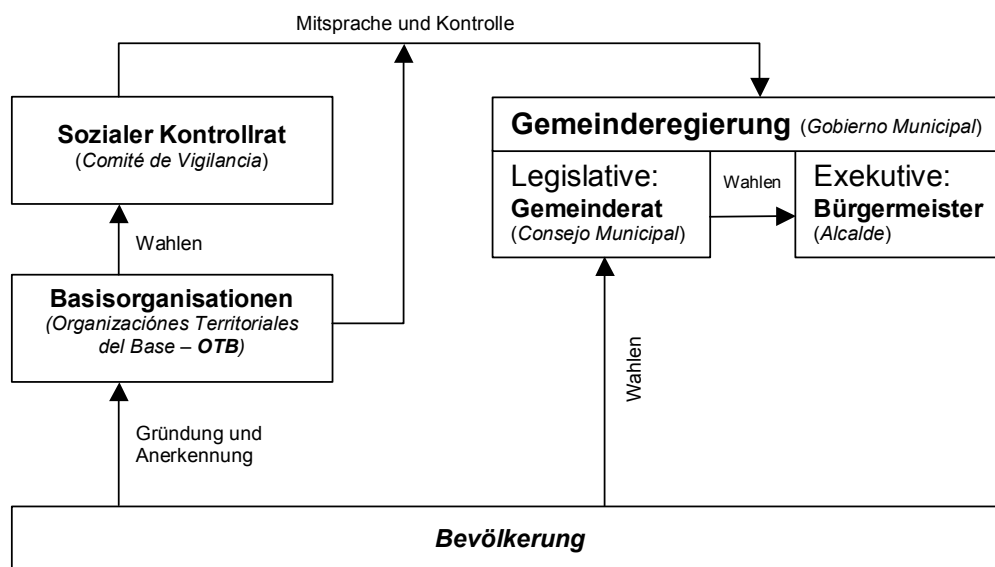 Mitsprache und Kontrolle
Sozialer Kontrollrat
(Comité de Vigilancia)
Gemeinderegierung (Gobierno Municipal)
Legislative:
Gemeinderat
(Consejo Municipal)
Wahlen
Exekutive:
Bürgermeister
(Alcalde)
Wahlen
Basisorganisationen
(Organizaciónes Territoriales
del Base – OTB)
Wahlen
Gründung und
Anerkennung
Bevölkerung